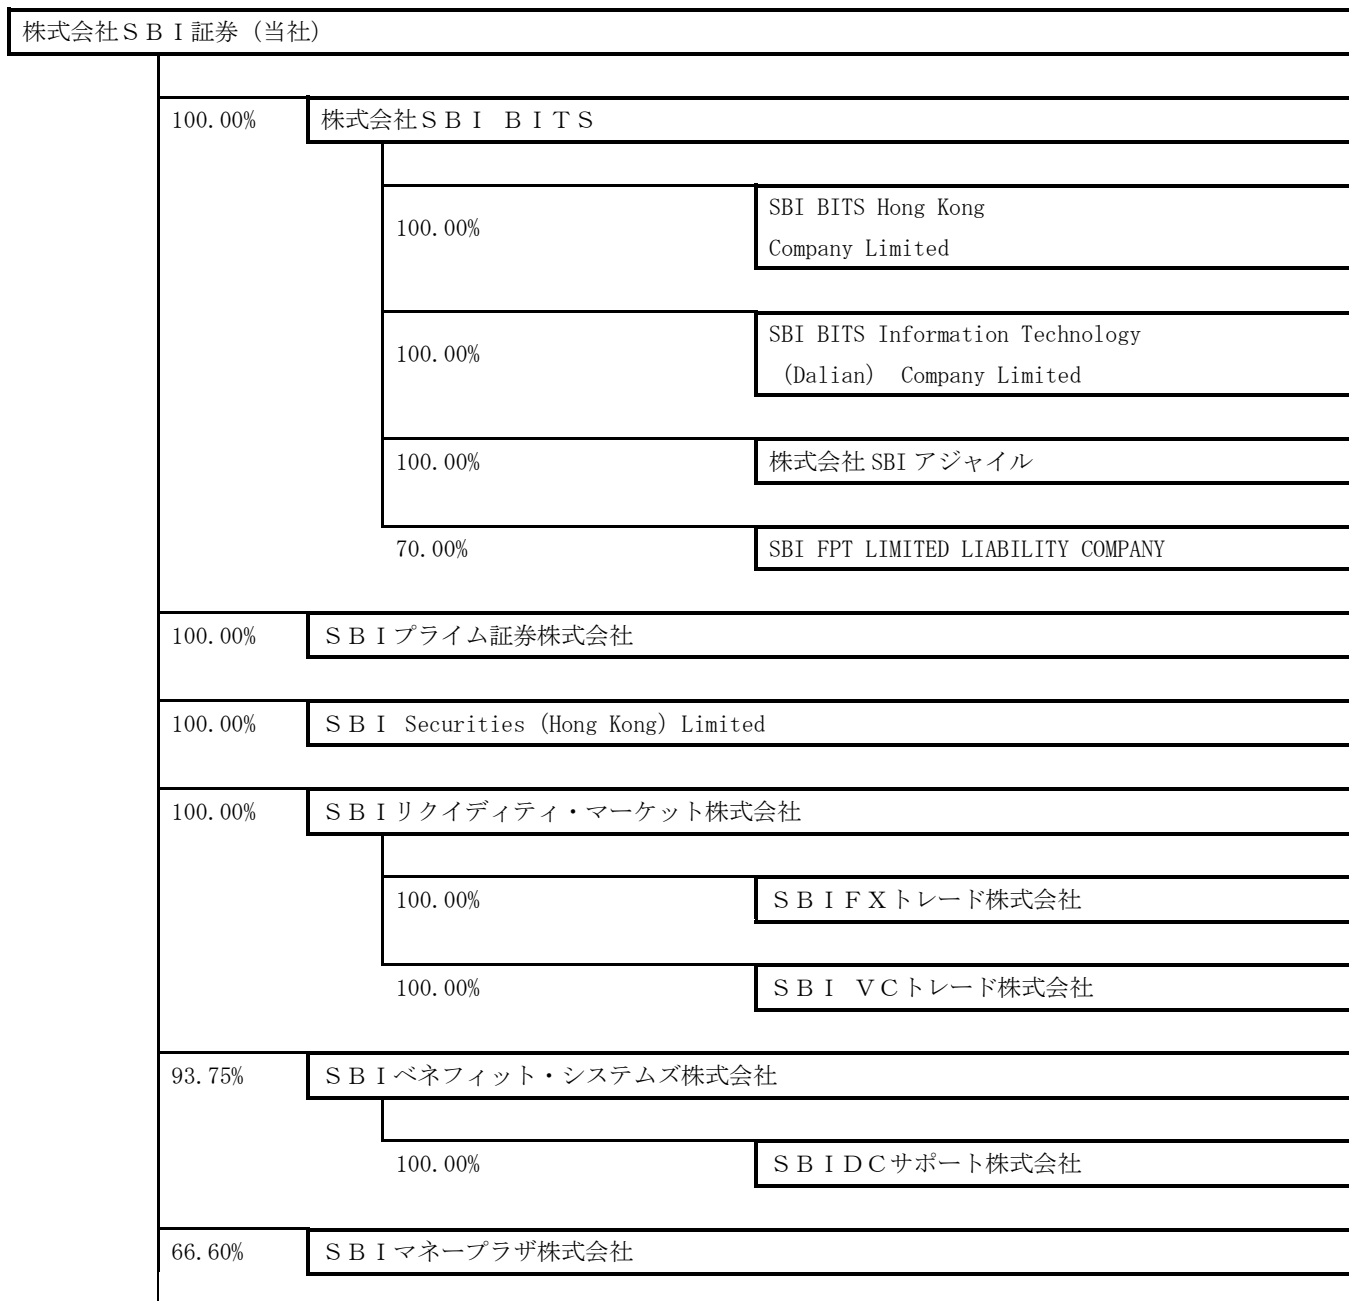 株式会社ＳＢＩ証券（当社）
100.00% 株式会社ＳＢＩ　ＢＩＴＳ
100.00%
SBI BITS Hong Kong
Company Limited
100.00%
SBI BITS Information Technology
（Dalian） Company Limited
100.00% 株式会社 SBI アジャイル
70.00% SBI FPT LIMITED LIABILITY COMPANY
100.00% ＳＢＩプライム証券株式会社
100.00% ＳＢＩ Securities (Hong Kong) Limited
100.00% ＳＢＩリクイディティ・マーケット株式会社
100.00% ＳＢＩＦＸトレード株式会社
100.00% ＳＢＩ　ＶＣトレード株式会社
93.75% ＳＢＩベネフィット・システムズ株式会社
100.00% ＳＢＩＤＣサポート株式会社
66.60% ＳＢＩマネープラザ株式会社